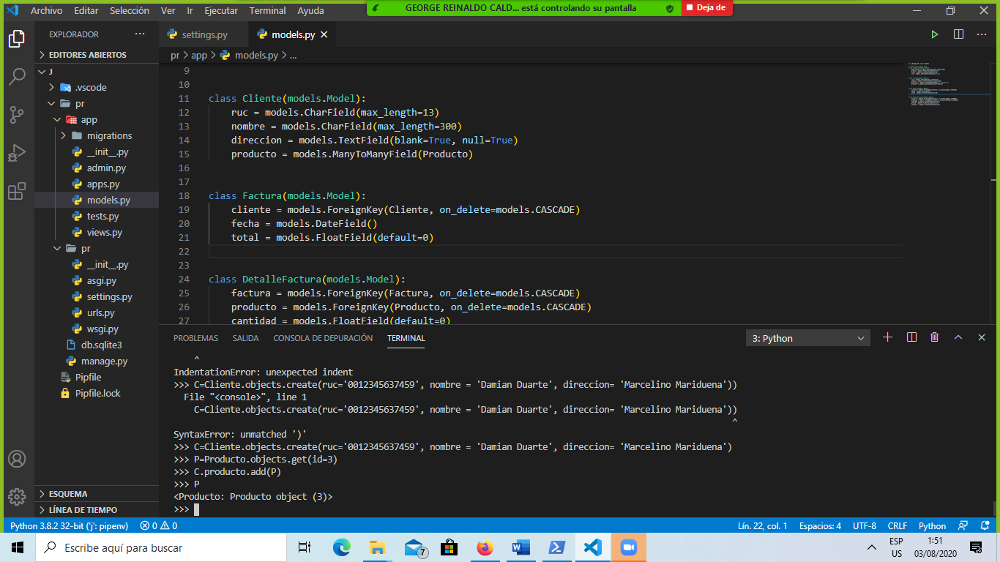 Archivo Editar Selección Ver Ir Ejecutar Terminal Ayuda
GEORGE REINALDO CALD... está controlando su pantalla
Deja de
EXPLORADOR
settings.py
models.py
EDITORES ABIERTOS
pr > app > models.py > ...
J
.vscode
pr
app
migrations
__init__.py
admin.py
apps.py
models.py
tests.py
views.py
pr
__init__.py
asgi.py
settings.py
urls.py
wsgi.py
db.sqlite3
manage.py
Pipfile
Pipfile.lock
ESQUEMA
LÍNEA DE TIEMPO
9
10
11 class Cliente(models.Model):
12 ruc = models.CharField(max_length=13)
13 nombre = models.CharField(max_length=300)
14 direccion = models.TextField(blank=True, null=True)
15 producto = models.ManyToManyField(Producto)
16
17
18 class Factura(models.Model):
19 cliente = models.ForeignKey(Cliente, on_delete=models.CASCADE)
20 fecha = models.DateField()
21 total = models.FloatField(default=0)
22
23
24 class DetalleFactura(models.Model):
25 factura = models.ForeignKey(Factura, on_delete=models.CASCADE)
26 producto = models.ForeignKey(Producto, on_delete=models.CASCADE)
27 cantidad = models.FloatField(default=0)
PROBLEMAS SALIDA CONSOLA DE DEPURACIÓN TERMINAL
3: Python
^
IndentationError: unexpected indent
>>> C=Cliente.objects.create(ruc='0012345637459', nombre = 'Damian Duarte', direccion= 'Marcelino Mariduena'))
File "<console>", line 1
C=Cliente.objects.create(ruc='0012345637459', nombre = 'Damian Duarte', direccion= 'Marcelino Mariduena'))
^
SyntaxError: unmatched ')'
>>> C=Cliente.objects.create(ruc='0012345637459', nombre = 'Damian Duarte', direccion= 'Marcelino Mariduena')
>>> P=Producto.objects.get(id=3)
>>> C.producto.add(P)
>>> P
<Producto: Producto object (3)>
>>>
Python 3.8.2 32-bit ('j': pipenv) 0 0
Lín. 22, col. 1 Espacios: 4 UTF-8 CRLF Python
Escribe aquí para buscar
7
ESP
US
1:51
03/08/2020